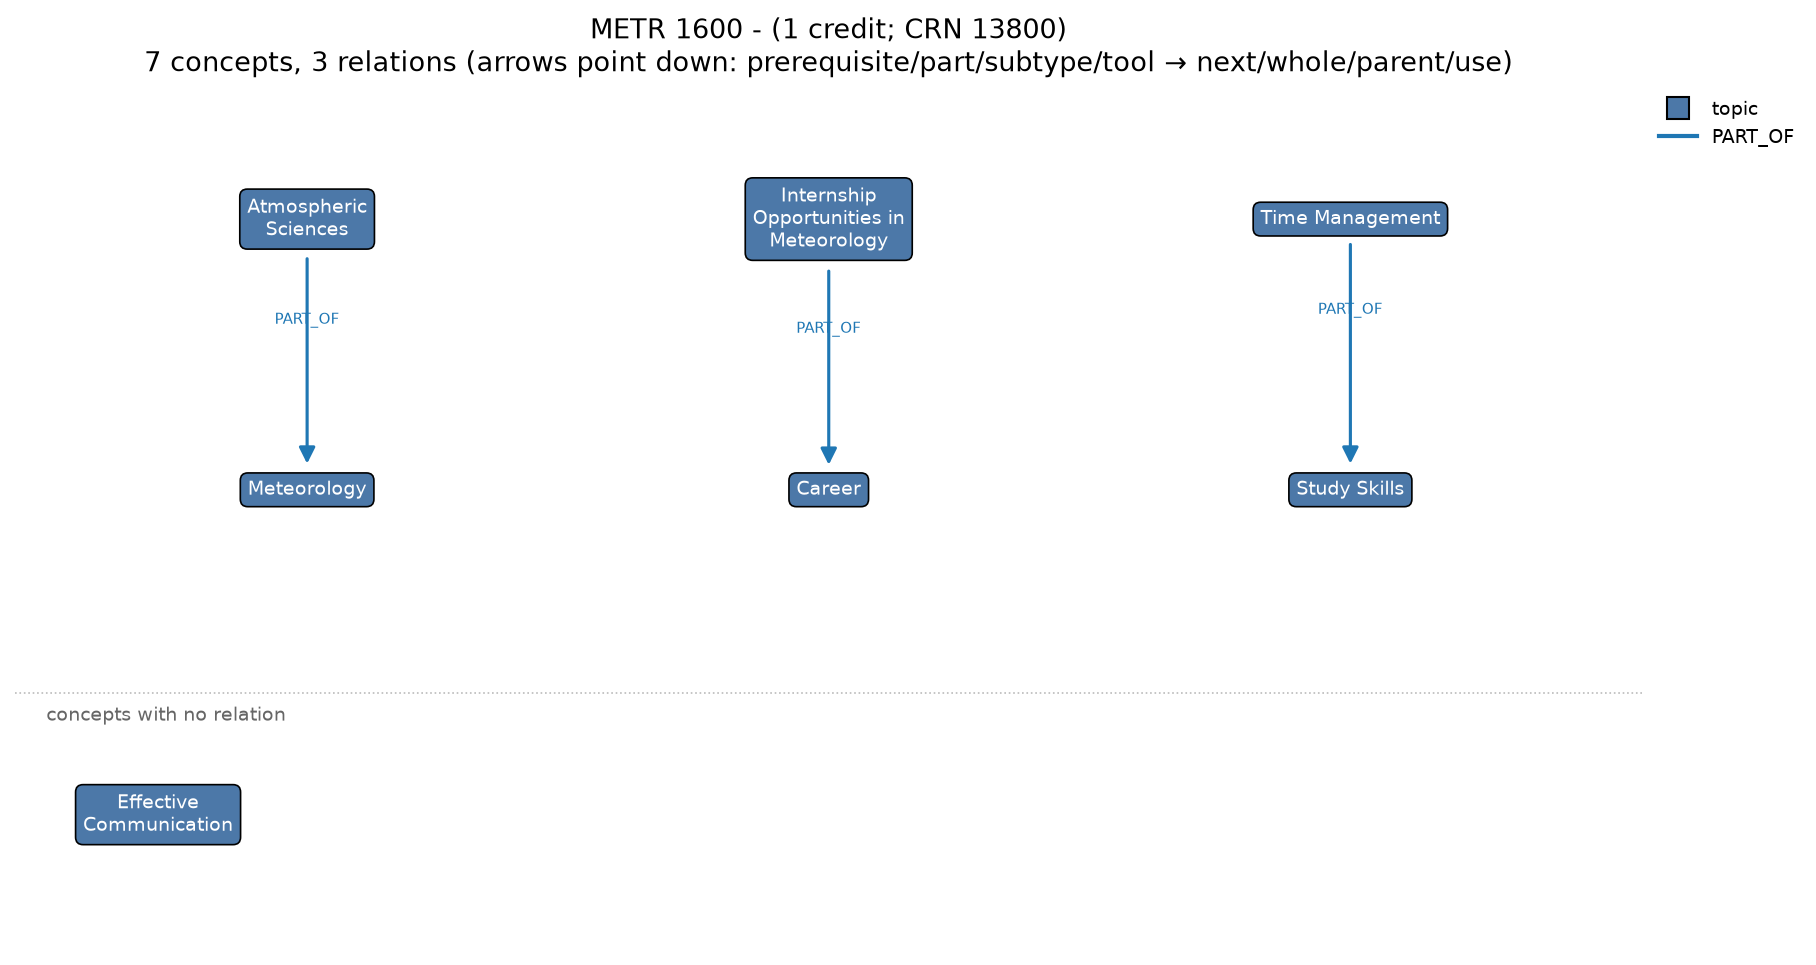 METR 1600 - (1 credit; CRN 13800)
7 concepts, 3 relations (arrows point down: prerequisite/part/subtype/tool → next/whole/parent/use)
topic
PART_OF
Atmospheric
Sciences
Internship
Opportunities in
Meteorology
Time Management
PART_OF
PART_OF
PART_OF
Meteorology
Career
Study Skills
concepts with no relation
Effective
Communication